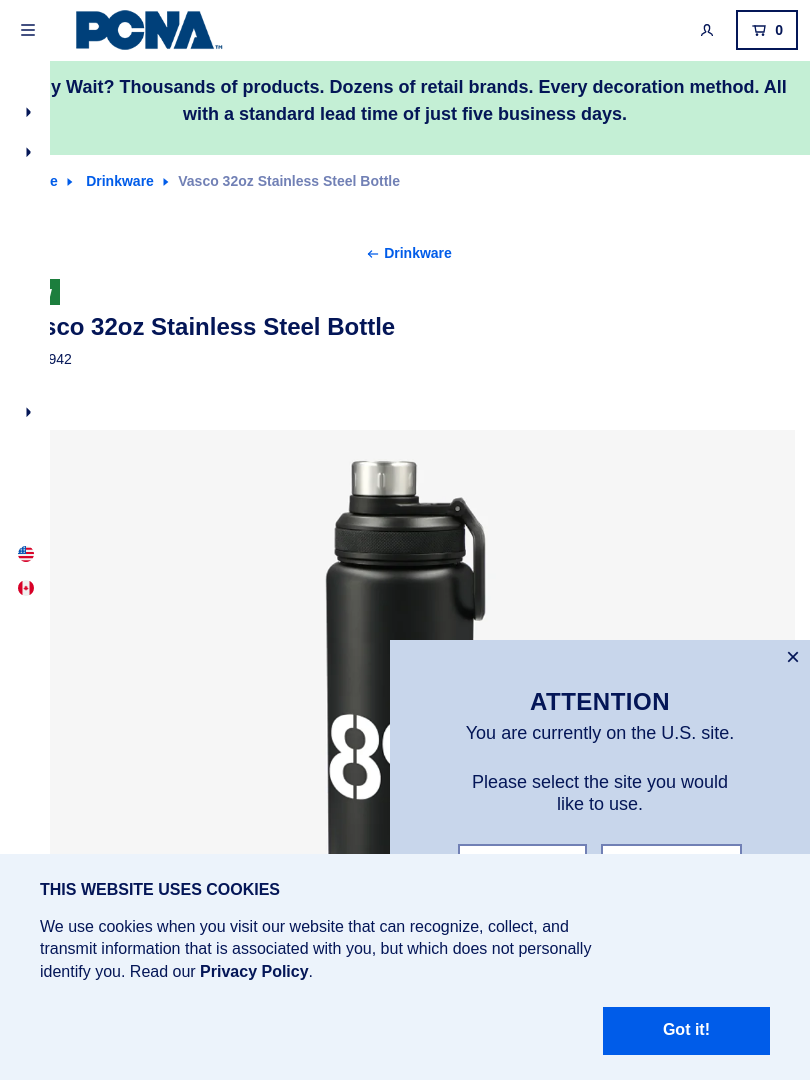 PCNA
0
y Wait? Thousands of products. Dozens of retail brands. Every decoration method. All
with a standard lead time of just five business days.
e Drinkware Vasco 32oz Stainless Steel Bottle
← Drinkware
sco 32oz Stainless Steel Bottle
942
ATTENTION
You are currently on the U.S. site.
Please select the site you would
like to use.
THIS WEBSITE USES COOKIES
We use cookies when you visit our website that can recognize, collect, and
transmit information that is associated with you, but which does not personally
identify you. Read our Privacy Policy.
Got it!